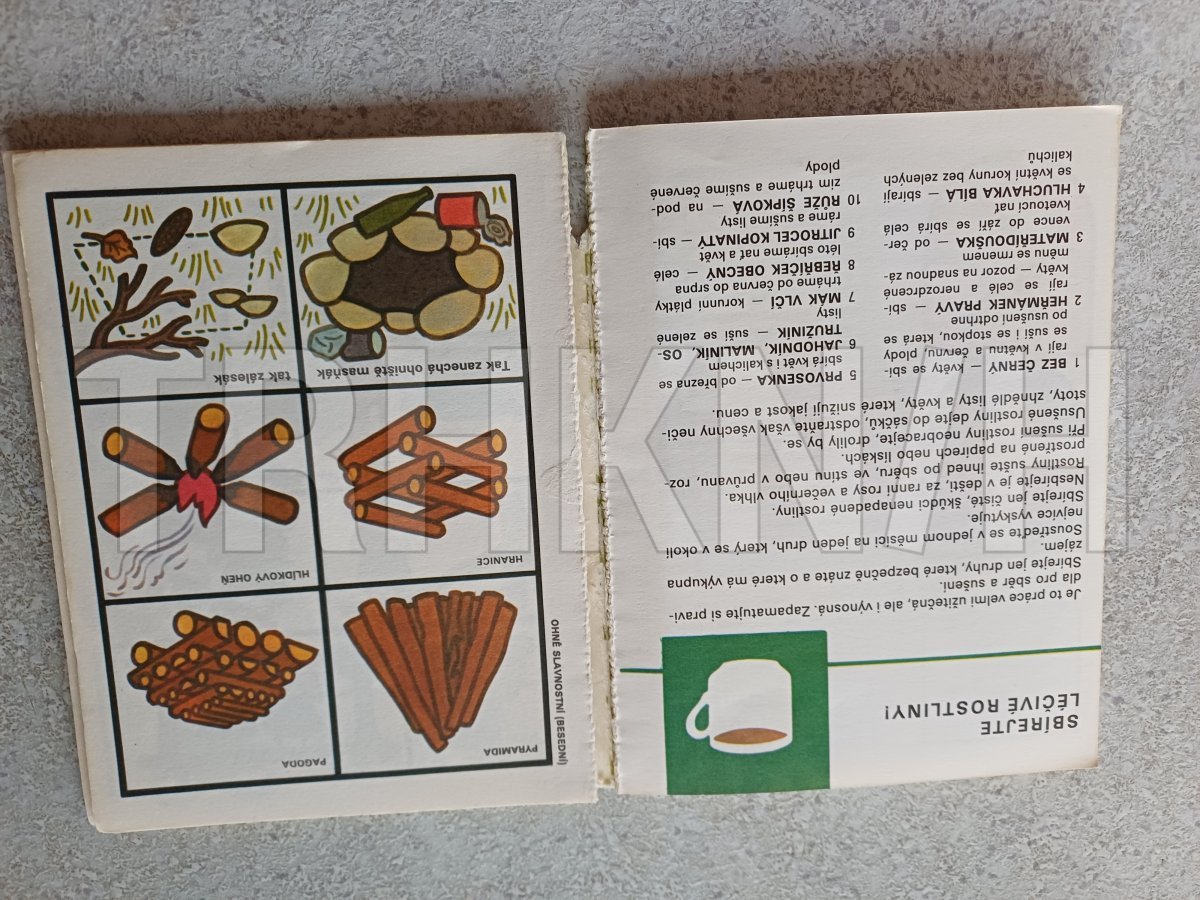 SBÍREJTE
LÉČIVÉ ROSTLINY!
Je to práce velmi užitečná, ale i výnosná. Zapamatujte si pravi-
dla pro sběr a sušení.
Sbírejte jen druhy, které bezpečně znáte a o které má výkupna
zájem.
Soustřeďte se v jednom měsíci na jeden druh, který se v okolí
nejvíce vyskytuje.
Sbírejte jen čisté, škůdci nenapadené rostliny.
Nesbírejte je v dešti, za ranní rosy a večerního vlhka.
Rostliny sušte ihned po sběru, ve stínu nebo v průvanu, roz-
prostřené na papírech nebo lískách.
Při sušení rostliny neobracejte, drolily by se.
Usušené rostliny dejte do sáčků, odstraňte však všechny neči-
stoty, zhnědlé listy a květy, které snižují jakost a cenu.
1 BEZ ČERNÝ — květy se sbí-
rají v květnu a červnu, plody
se suší i se stopkou, která se
po usušení odtrhne
2 HEŘMÁNEK PRAVÝ — sbí-
rají se celé a nerozdrcené
květy — pozor na snadnou zá-
měnu se rmenem
3 MATEŘÍDOUŠKA — od čer-
vence do září se sbírá celá
kvetoucí nať
4 HLUCHAVKA BÍLÁ — sbírají
se květní koruny bez zelených
kalichů
5 PRVOSENKA — od března se
sbírá květ i s kalichem
6 JAHODNÍK, MALINÍK, OS-
TRUŽINÍK — suší se zelené
listy
7 MÁK VLČÍ — korunní plátky
trháme od června do srpna
8 ŘEBŘÍČEK OBECNÝ — celé
léto sbíráme nať a květ
9 JITROCEL KOPINATÝ — sbí-
ráme a sušíme listy
10 RŮŽE ŠÍPKOVÁ — na pod-
zim trháme a sušíme červené
plody
OHNĚ SLAVNOSTNÍ (BESEDNÍ)
PYRAMIDA
PAGODA
HRANICE
HLÍDKOVÝ OHEŇ
Tak zanechá ohniště masňák
tak zálesák
TRHKNIH